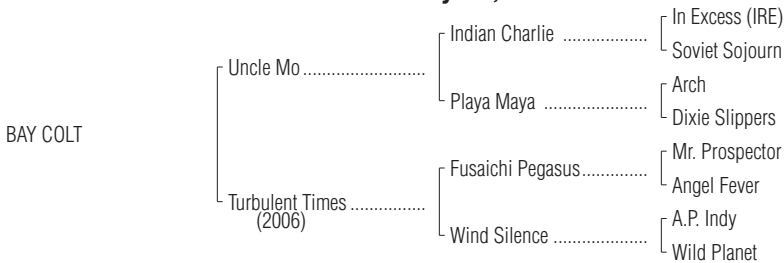 In Excess (IRE)
Indian Charlie ....................
Soviet Sojourn
Uncle Mo ..........................
Arch
Playa Maya ......................
Dixie Slippers
BAY COLT
Mr. Prospector
Fusaichi Pegasus..............
Angel Fever
Turbulent Times ................
(2006)
A.P. Indy
Wind Silence ....................
Wild Planet